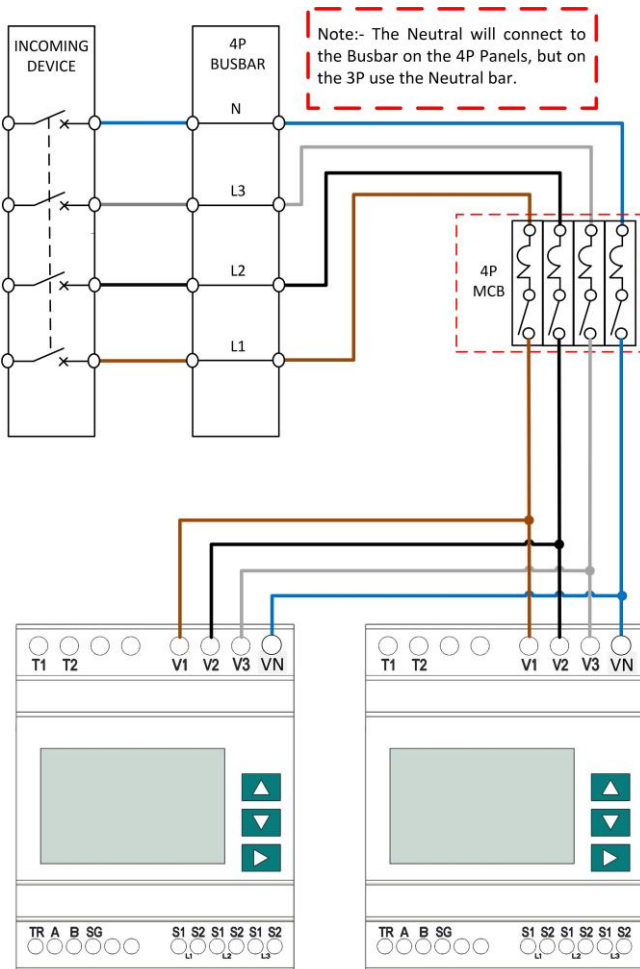 INCOMING
DEVICE
4P
BUSBAR
Note:- The Neutral will connect to
the Busbar on the 4P Panels, but on
the 3P use the Neutral bar.
N
L3
L2
L1
4P
MCB
T1 T2 V1 V2 V3 VN
T1 T2 V1 V2 V3 VN
TR A B SG S1 S2 S1 S2 S1 S2
L1 L2 L3
TR A B SG S1 S2 S1 S2 S1 S2
L1 L2 L3